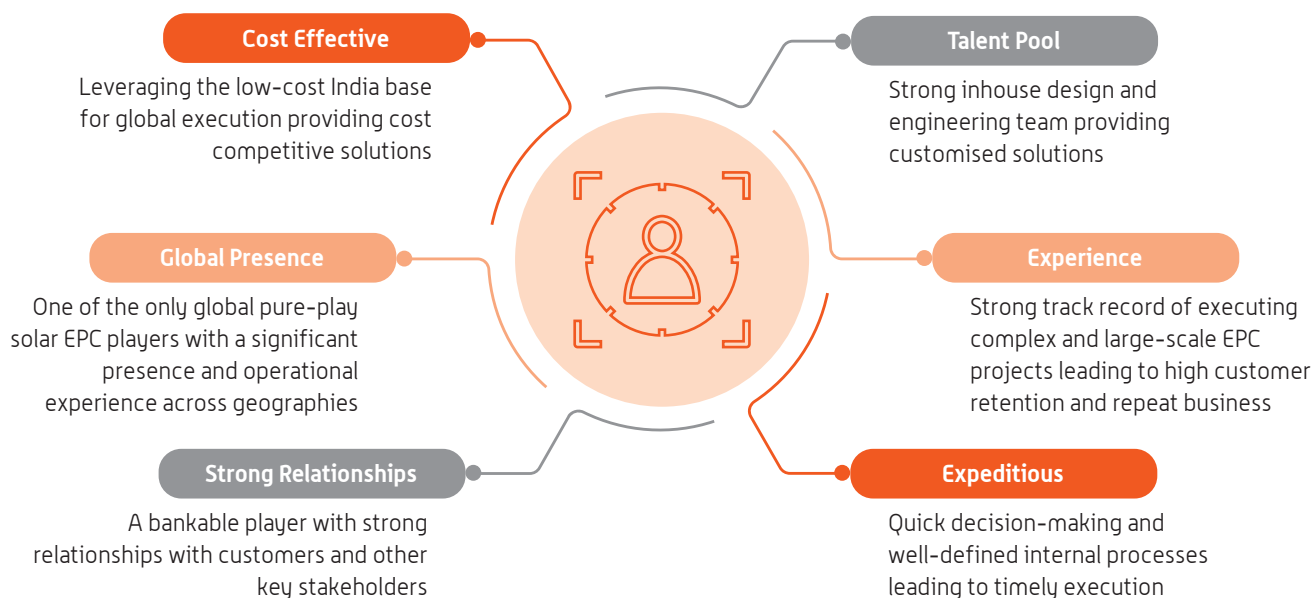 Cost Effective
Leveraging the low-cost India base
for global execution providing cost
competitive solutions
Talent Pool
Strong inhouse design and
engineering team providing
customised solutions
Global Presence
One of the only global pure-play
solar EPC players with a significant
presence and operational
experience across geographies
Experience
Strong track record of executing
complex and large-scale EPC
projects leading to high customer
retention and repeat business
Strong Relationships
A bankable player with strong
relationships with customers and other
key stakeholders
Expeditious
Quick decision-making and
well-defined internal processes
leading to timely execution